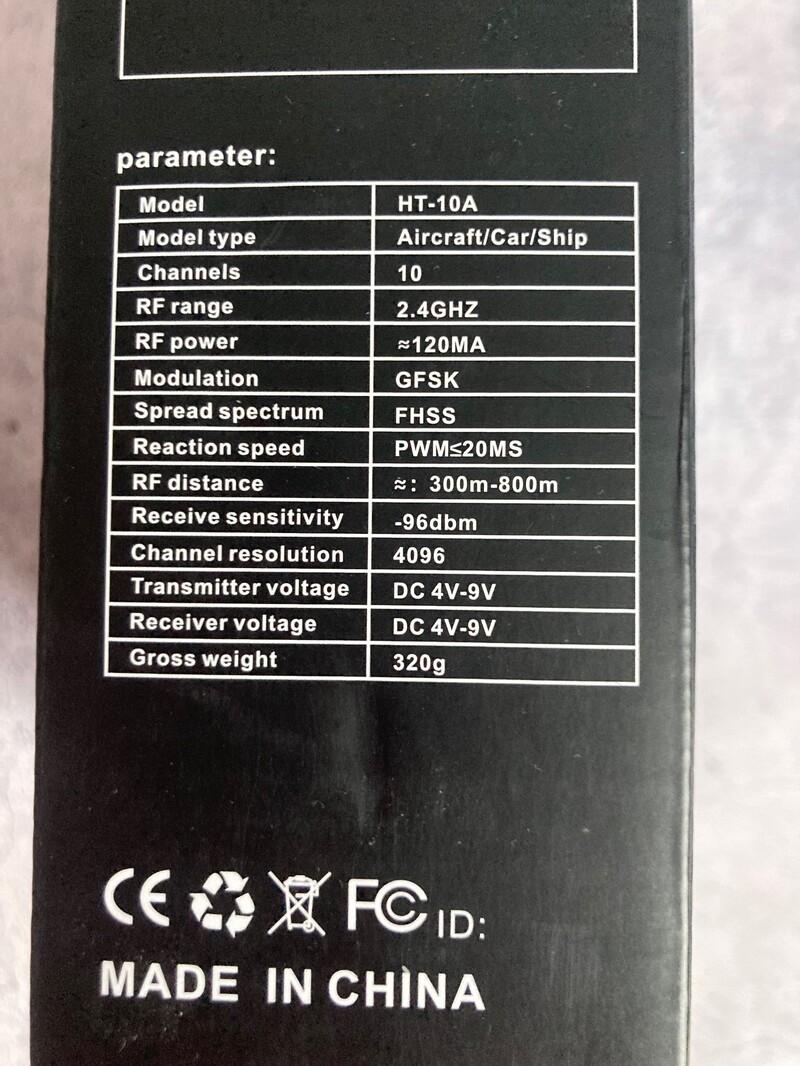 parameter:
Model HT-10A
Model type Aircraft/Car/Ship
Channels 10
RF range 2.4GHZ
RF power ≈120MA
Modulation GFSK
Spread spectrum FHSS
Reaction speed PWM≤20MS
RF distance ≈: 300m-800m
Receive sensitivity -96dbm
Channel resolution 4096
Transmitter voltage DC 4V-9V
Receiver voltage DC 4V-9V
Gross weight 320g
CE FC ID:
MADE IN CHINA